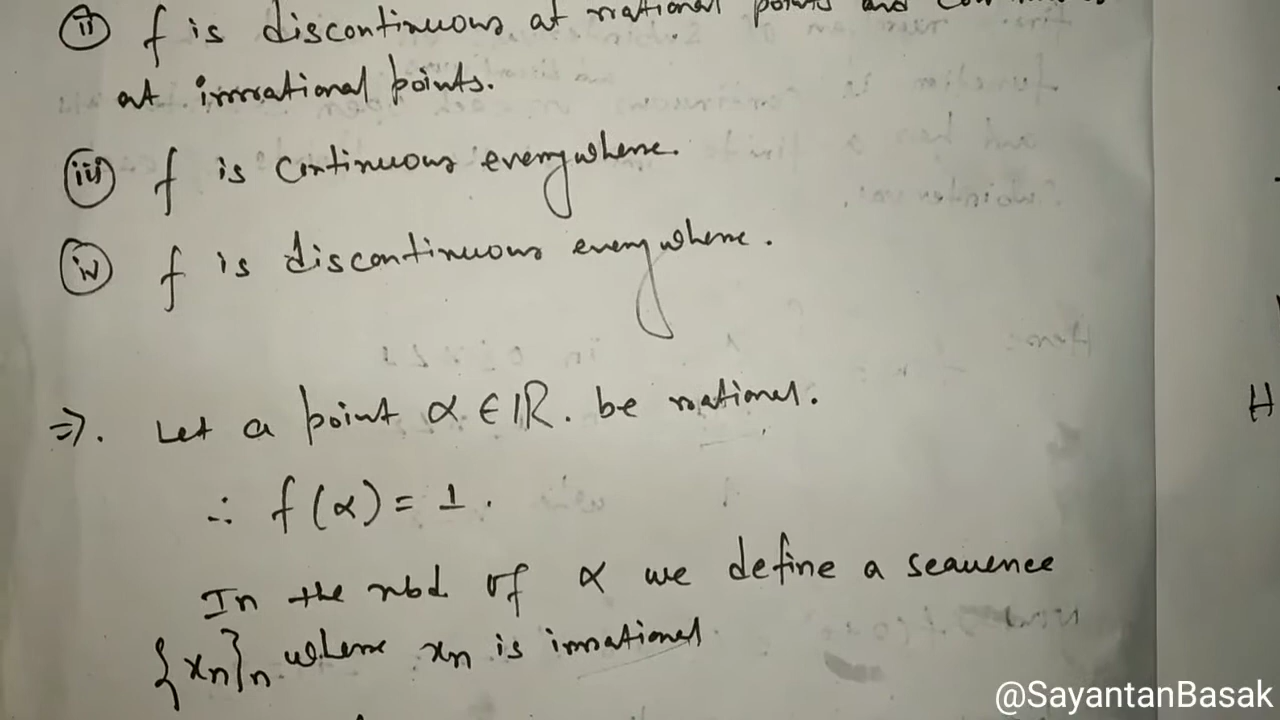 (ii) f is discontinuous at rational points and
at irrational points.
(iii) f is continuous everywhere.
(iv) f is discontinuous everywhere.
⇒. Let a point α ∈ ℝ. be rational.
∴ f(α) = 1.
In the nbd of α we define a sequence
{xn}n where xn is irrational
H
@SayantanBasak